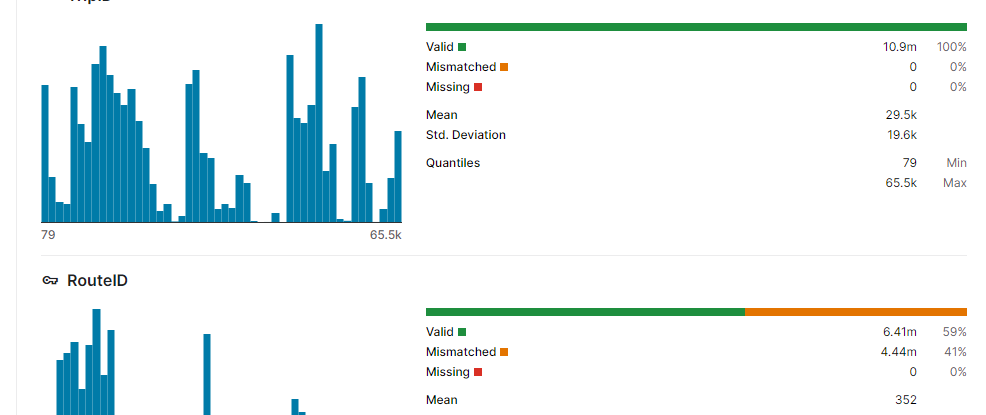 TripID
Valid 10.9m 100%
Mismatched 0 0%
Missing 0 0%
Mean 29.5k
Std. Deviation 19.6k
Quantiles 79 Min
65.5k Max
79 65.5k
RouteID
Valid 6.41m 59%
Mismatched 4.44m 41%
Missing 0 0%
Mean 352